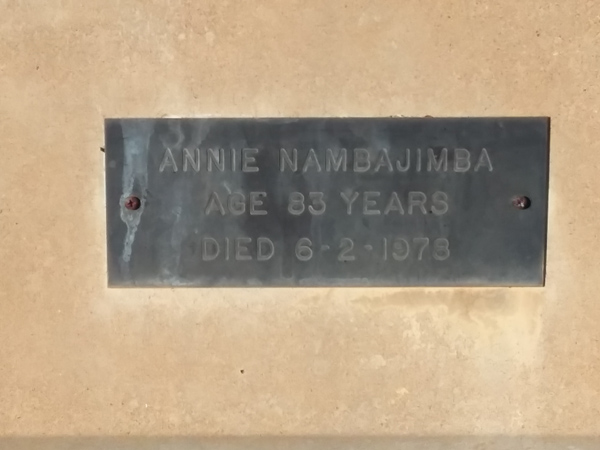 ANNIE NAMBAJIMBA
AGE 83 YEARS
DIED 6-2-1978